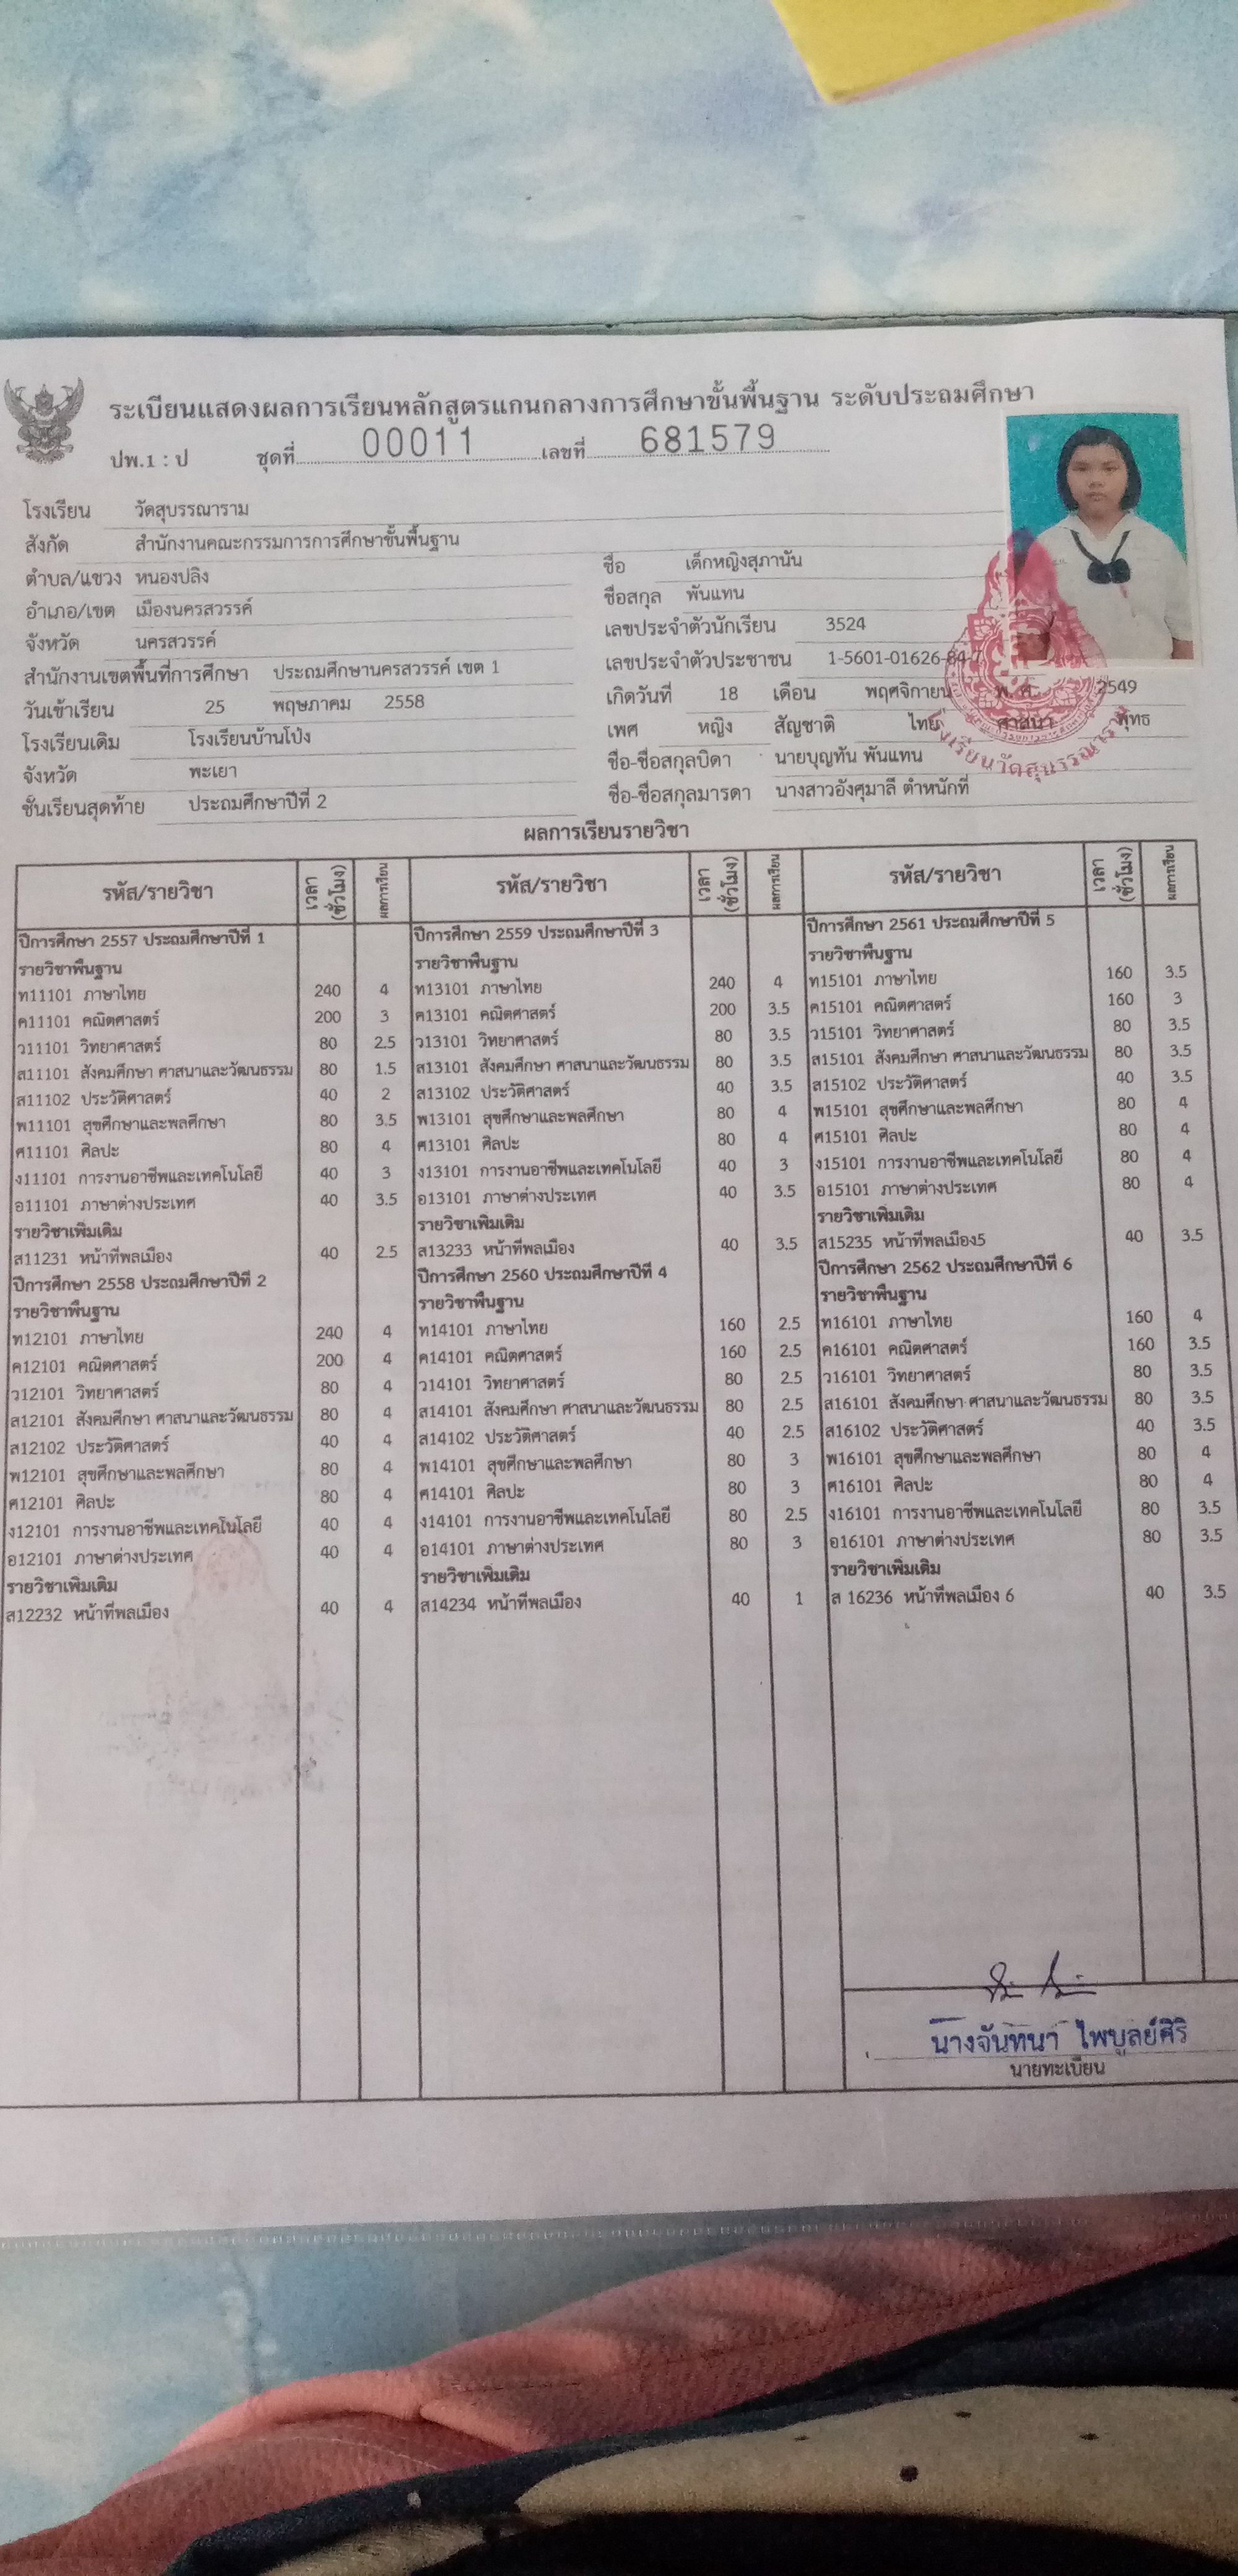 ระเบียนแสดงผลการเรียนหลักสูตรแกนกลางการศึกษาขั้นพื้นฐาน ระดับประถมศึกษา
ปพ.1 : ป ชุดที่ 00011 เลขที่ 681579
โรงเรียน วัดสุบรรณาราม
สังกัด สำนักงานคณะกรรมการการศึกษาขั้นพื้นฐาน
ตำบล/แขวง หนองปลิง
อำเภอ/เขต เมืองนครสวรรค์
จังหวัด นครสวรรค์
สำนักงานเขตพื้นที่การศึกษา ประถมศึกษานครสวรรค์ เขต 1
วันเข้าเรียน 25 พฤษภาคม 2558
โรงเรียนเดิม โรงเรียนบ้านโป่ง
จังหวัด พะเยา
ชั้นเรียนสุดท้าย ประถมศึกษาปีที่ 2
ชื่อ เด็กหญิงสุภานัน
ชื่อสกุล พันแทน
เลขประจำตัวนักเรียน 3524
เลขประจำตัวประชาชน 1-5601-01626-84-7
เกิดวันที่ 18 เดือน พฤศจิกายน พ.ศ. 2549
เพศ หญิง สัญชาติ ไทย ศาสนา พุทธ
ชื่อ-ชื่อสกุลบิดา นายบุญทัน พันแทน
ชื่อ-ชื่อสกุลมารดา นางสาวอังศุมาลี ตำหนักที่
โรงเรียนวัดสุบรรณาราม
ผลการเรียนรายวิชา
รหัส/รายวิชา เวลา (ชั่วโมง) ผลการเรียน
ปีการศึกษา 2557 ประถมศึกษาปีที่ 1
รายวิชาพื้นฐาน
ท11101 ภาษาไทย 240 4
ค11101 คณิตศาสตร์ 200 3
ว11101 วิทยาศาสตร์ 80 2.5
ส11101 สังคมศึกษา ศาสนาและวัฒนธรรม 80 1.5
ส11102 ประวัติศาสตร์ 40 2
พ11101 สุขศึกษาและพลศึกษา 80 3.5
ศ11101 ศิลปะ 80 4
ง11101 การงานอาชีพและเทคโนโลยี 40 3
อ11101 ภาษาต่างประเทศ 40 3.5
รายวิชาเพิ่มเติม
ส11231 หน้าที่พลเมือง 40 2.5
ปีการศึกษา 2558 ประถมศึกษาปีที่ 2
รายวิชาพื้นฐาน
ท12101 ภาษาไทย 240 4
ค12101 คณิตศาสตร์ 200 4
ว12101 วิทยาศาสตร์ 80 4
ส12101 สังคมศึกษา ศาสนาและวัฒนธรรม 80 4
ส12102 ประวัติศาสตร์ 40 4
พ12101 สุขศึกษาและพลศึกษา 80 4
ศ12101 ศิลปะ 80 4
ง12101 การงานอาชีพและเทคโนโลยี 40 4
อ12101 ภาษาต่างประเทศ 40 4
รายวิชาเพิ่มเติม
ส12232 หน้าที่พลเมือง 40 4
รหัส/รายวิชา เวลา (ชั่วโมง) ผลการเรียน
ปีการศึกษา 2559 ประถมศึกษาปีที่ 3
รายวิชาพื้นฐาน
ท13101 ภาษาไทย 240 4
ค13101 คณิตศาสตร์ 200 3.5
ว13101 วิทยาศาสตร์ 80 3.5
ส13101 สังคมศึกษา ศาสนาและวัฒนธรรม 80 3.5
ส13102 ประวัติศาสตร์ 40 3.5
พ13101 สุขศึกษาและพลศึกษา 80 4
ศ13101 ศิลปะ 80 4
ง13101 การงานอาชีพและเทคโนโลยี 40 3
อ13101 ภาษาต่างประเทศ 40 3.5
รายวิชาเพิ่มเติม
ส13233 หน้าที่พลเมือง 40 3.5
ปีการศึกษา 2560 ประถมศึกษาปีที่ 4
รายวิชาพื้นฐาน
ท14101 ภาษาไทย 160 2.5
ค14101 คณิตศาสตร์ 160 2.5
ว14101 วิทยาศาสตร์ 80 2.5
ส14101 สังคมศึกษา ศาสนาและวัฒนธรรม 80 2.5
ส14102 ประวัติศาสตร์ 40 2.5
พ14101 สุขศึกษาและพลศึกษา 80 3
ศ14101 ศิลปะ 80 3
ง14101 การงานอาชีพและเทคโนโลยี 80 2.5
อ14101 ภาษาต่างประเทศ 80 3
รายวิชาเพิ่มเติม
ส14234 หน้าที่พลเมือง 40 1
รหัส/รายวิชา เวลา (ชั่วโมง) ผลการเรียน
ปีการศึกษา 2561 ประถมศึกษาปีที่ 5
รายวิชาพื้นฐาน
ท15101 ภาษาไทย 160 3.5
ค15101 คณิตศาสตร์ 160 3
ว15101 วิทยาศาสตร์ 80 3.5
ส15101 สังคมศึกษา ศาสนาและวัฒนธรรม 80 3.5
ส15102 ประวัติศาสตร์ 40 3.5
พ15101 สุขศึกษาและพลศึกษา 80 4
ศ15101 ศิลปะ 80 4
ง15101 การงานอาชีพและเทคโนโลยี 80 4
อ15101 ภาษาต่างประเทศ 80 4
รายวิชาเพิ่มเติม
ส15235 หน้าที่พลเมือง5 40 3.5
ปีการศึกษา 2562 ประถมศึกษาปีที่ 6
รายวิชาพื้นฐาน
ท16101 ภาษาไทย 160 4
ค16101 คณิตศาสตร์ 160 3.5
ว16101 วิทยาศาสตร์ 80 3.5
ส16101 สังคมศึกษา ศาสนาและวัฒนธรรม 80 3.5
ส16102 ประวัติศาสตร์ 40 3.5
พ16101 สุขศึกษาและพลศึกษา 80 4
ศ16101 ศิลปะ 80 4
ง16101 การงานอาชีพและเทคโนโลยี 80 3.5
อ16101 ภาษาต่างประเทศ 80 3.5
รายวิชาเพิ่มเติม
ส 16236 หน้าที่พลเมือง 6 40 3.5
นางจันทนา ไพบูลย์ศิริ
นายทะเบียน